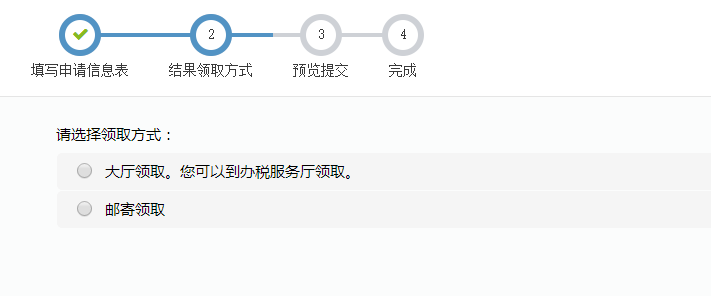 2 3 4
填写申请信息表 结果领取方式 预览提交 完成
请选择领取方式：
大厅领取。您可以到办税服务厅领取。
邮寄领取